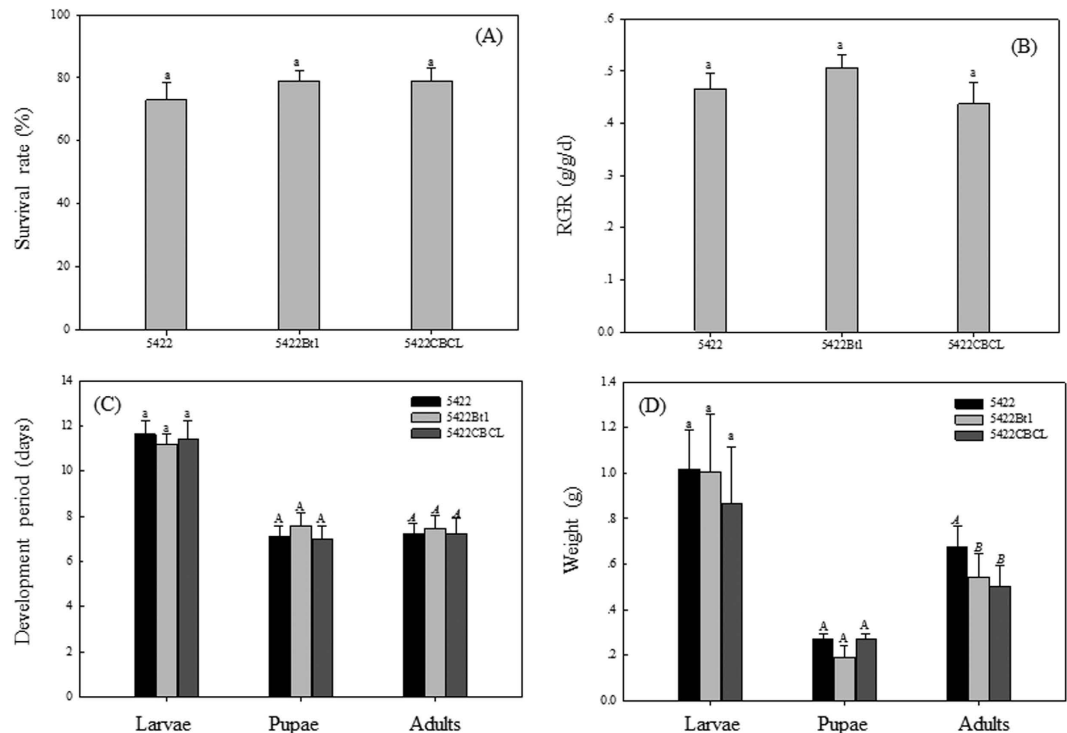 (A)
Survival rate (%)
100
80
60
40
20
0
a
a
a
5422
5422Bt1
5422CBCL
(B)
RGR (g/g/d)
.6
.5
.4
.3
.2
.1
0.0
a
a
a
5422
5422Bt1
5422CBCL
(C)
Development period (days)
14
12
10
8
6
4
2
0
5422
5422Bt1
5422CBCL
a
a
a
A
A
A
A
A
A
Larvae
Pupae
Adults
(D)
Weight (g)
1.4
1.2
1.0
.8
.6
.4
.2
0.0
5422
5422Bt1
5422CBCL
a
a
a
A
A
A
A
B
B
Larvae
Pupae
Adults